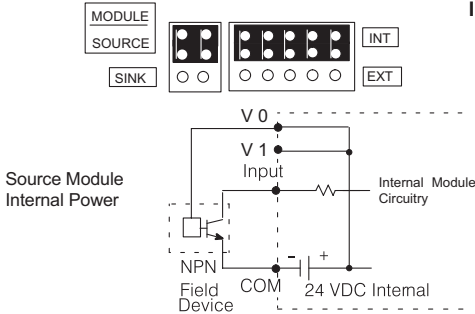 I
MODULE
SOURCE
INT
SINK
EXT
V 0
V 1
Input
Source Module
Internal Power
Internal Module
Circuitry
NPN
Field
Device
COM
- +
24 VDC Internal